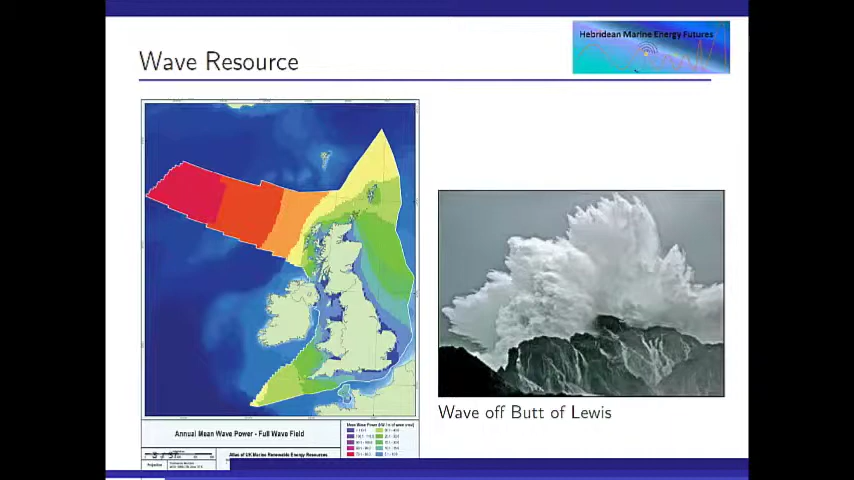 Hebridean Marine Energy Futures
Wave Resource
Wave off Butt of Lewis
Annual Mean Wave Power - Full Wave Field
Atlas of UK Marine Renewable Energy Resources